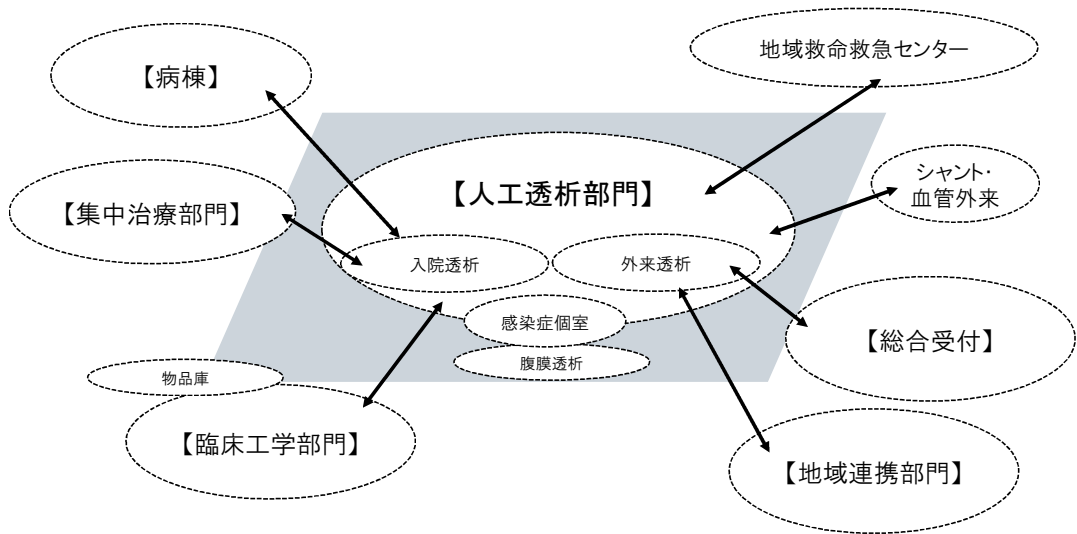 地域救命救急センター
【病棟】
シャント・
血管外来
【人工透析部門】
【集中治療部門】
入院透析
外来透析
感染症個室
【総合受付】
腹膜透析
物品庫
【臨床工学部門】
【地域連携部門】